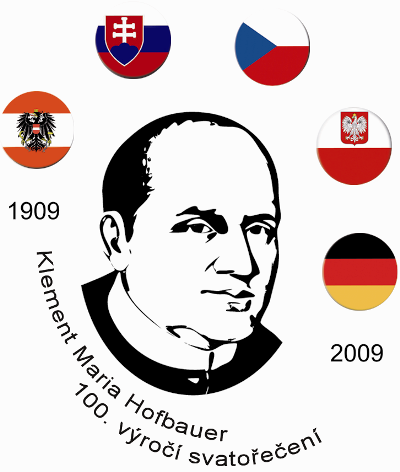 1909
2009
Klement Maria Hofbauer
100. výročí svatořečení